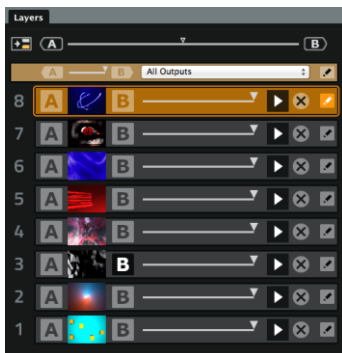 Layers
A B
A B All Outputs
8 A B
7 A B
6 A B
5 A B
4 A B
3 A B
2 A B
1 A B